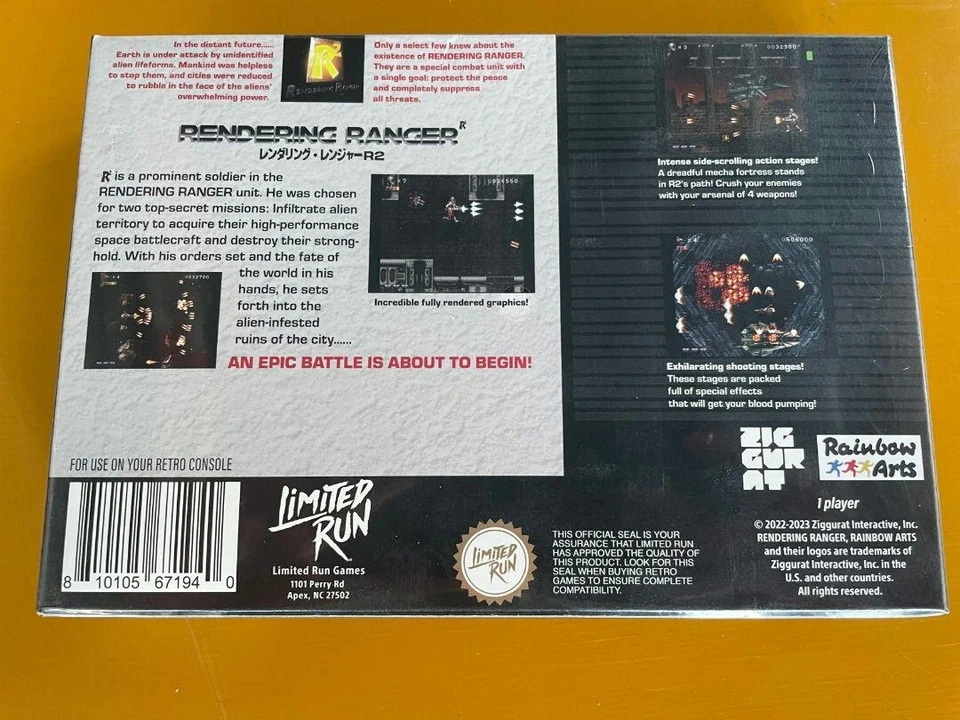 In the distant future......
Earth is under attack by unidentified
alien lifeforms. Mankind was helpless
to stop them, and cities were reduced
to rubble in the face of the aliens'
overwhelming power.
R2
RENDERING RANGER
Only a select few knew about the
existence of RENDERING RANGER.
They are a special combat unit with
a single goal: protect the peace
and completely suppress
all threats.
RENDERING RANGER R2
レンダリング・レンジャーR2
R2 is a prominent soldier in the
RENDERING RANGER unit. He was chosen
for two top-secret missions: Infiltrate alien
territory to acquire their high-performance
space battlecraft and destroy their strong-
hold. With his orders set and the fate of
the world in his
hands, he sets
forth into the
alien-infested
ruins of the city......
AN EPIC BATTLE IS ABOUT TO BEGIN!
Incredible fully rendered graphics!
Intense side-scrolling action stages!
A dreadful mecha fortress stands
in R2's path! Crush your enemies
with your arsenal of 4 weapons!
Exhilarating shooting stages!
These stages are packed
full of special effects
that will get your blood pumping!
FOR USE ON YOUR RETRO CONSOLE
8 10105 67194 0
LIMITED
RUN
Limited Run Games
1101 Perry Rd
Apex, NC 27502
LIMITED
RUN
THIS OFFICIAL SEAL IS YOUR
ASSURANCE THAT LIMITED RUN
HAS APPROVED THE QUALITY OF
THIS PRODUCT. LOOK FOR THIS
SEAL WHEN BUYING RETRO
GAMES TO ENSURE COMPLETE
COMPATIBILITY.
ZIG
GUR
AT
Rainbow
Arts
1 player
© 2022-2023 Ziggurat Interactive, Inc.
RENDERING RANGER, RAINBOW ARTS
and their logos are trademarks of
Ziggurat Interactive, Inc. in the
U.S. and other countries.
All rights reserved.